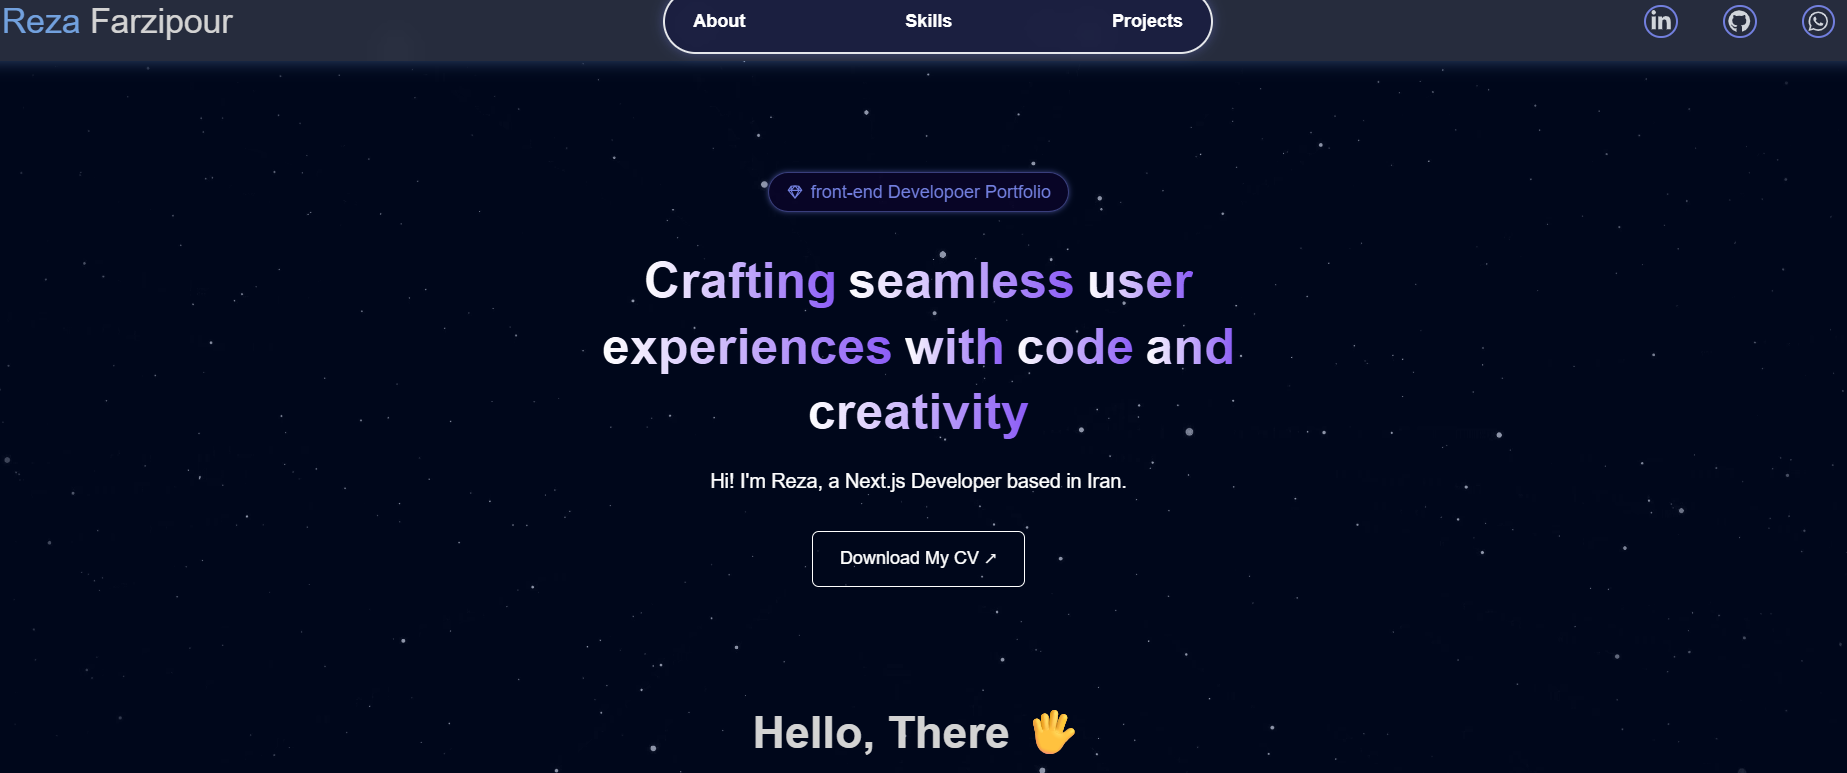 Reza Farzipour
About Skills Projects
front-end Developoer Portfolio
Crafting seamless user
experiences with code and
creativity
Hi! I'm Reza, a Next.js Developer based in Iran.
Download My CV ↗
Hello, There 🖐